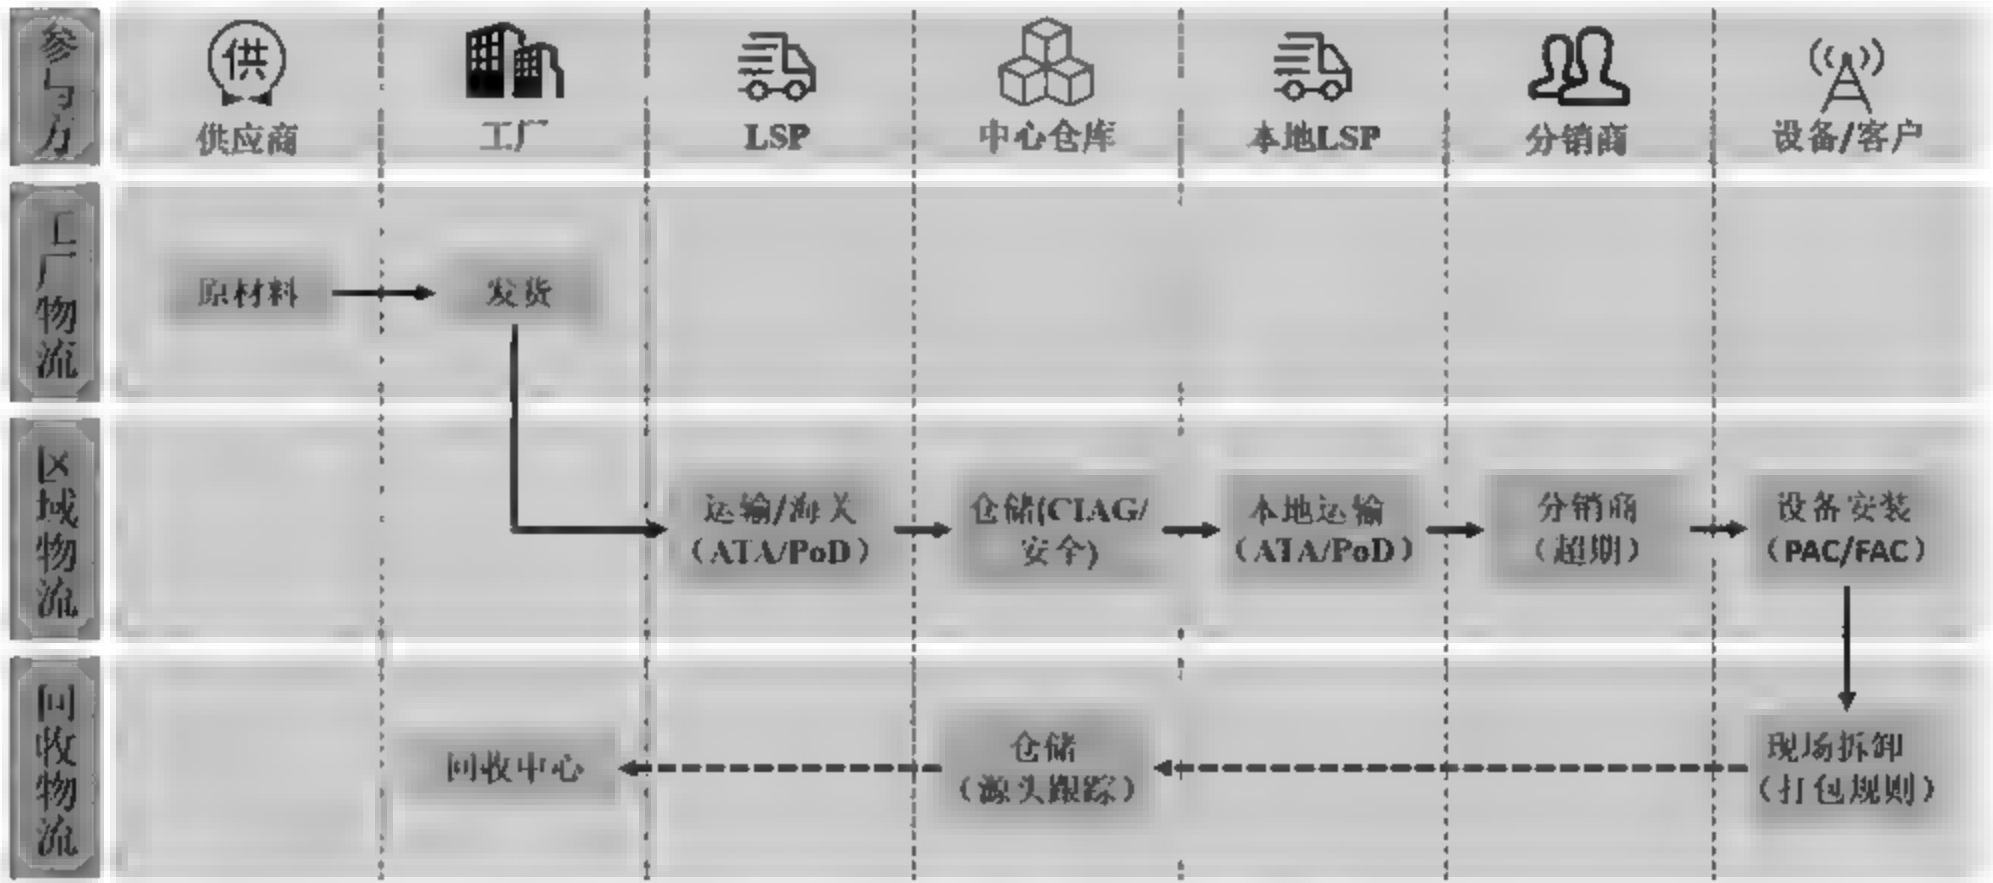 参与方
供
供应商
工厂
LSP
中心仓库
本地LSP
分销商
设备/客户
工厂物流
原材料
发货
区域物流
运输/海关
（ATA/PoD）
仓储(CIAG/
安全)
本地运输
（ATA/PoD）
分销商
（超期）
设备安装
（PAC/FAC）
回收物流
回收中心
仓储
（源头跟踪）
现场拆卸
（打包规则）